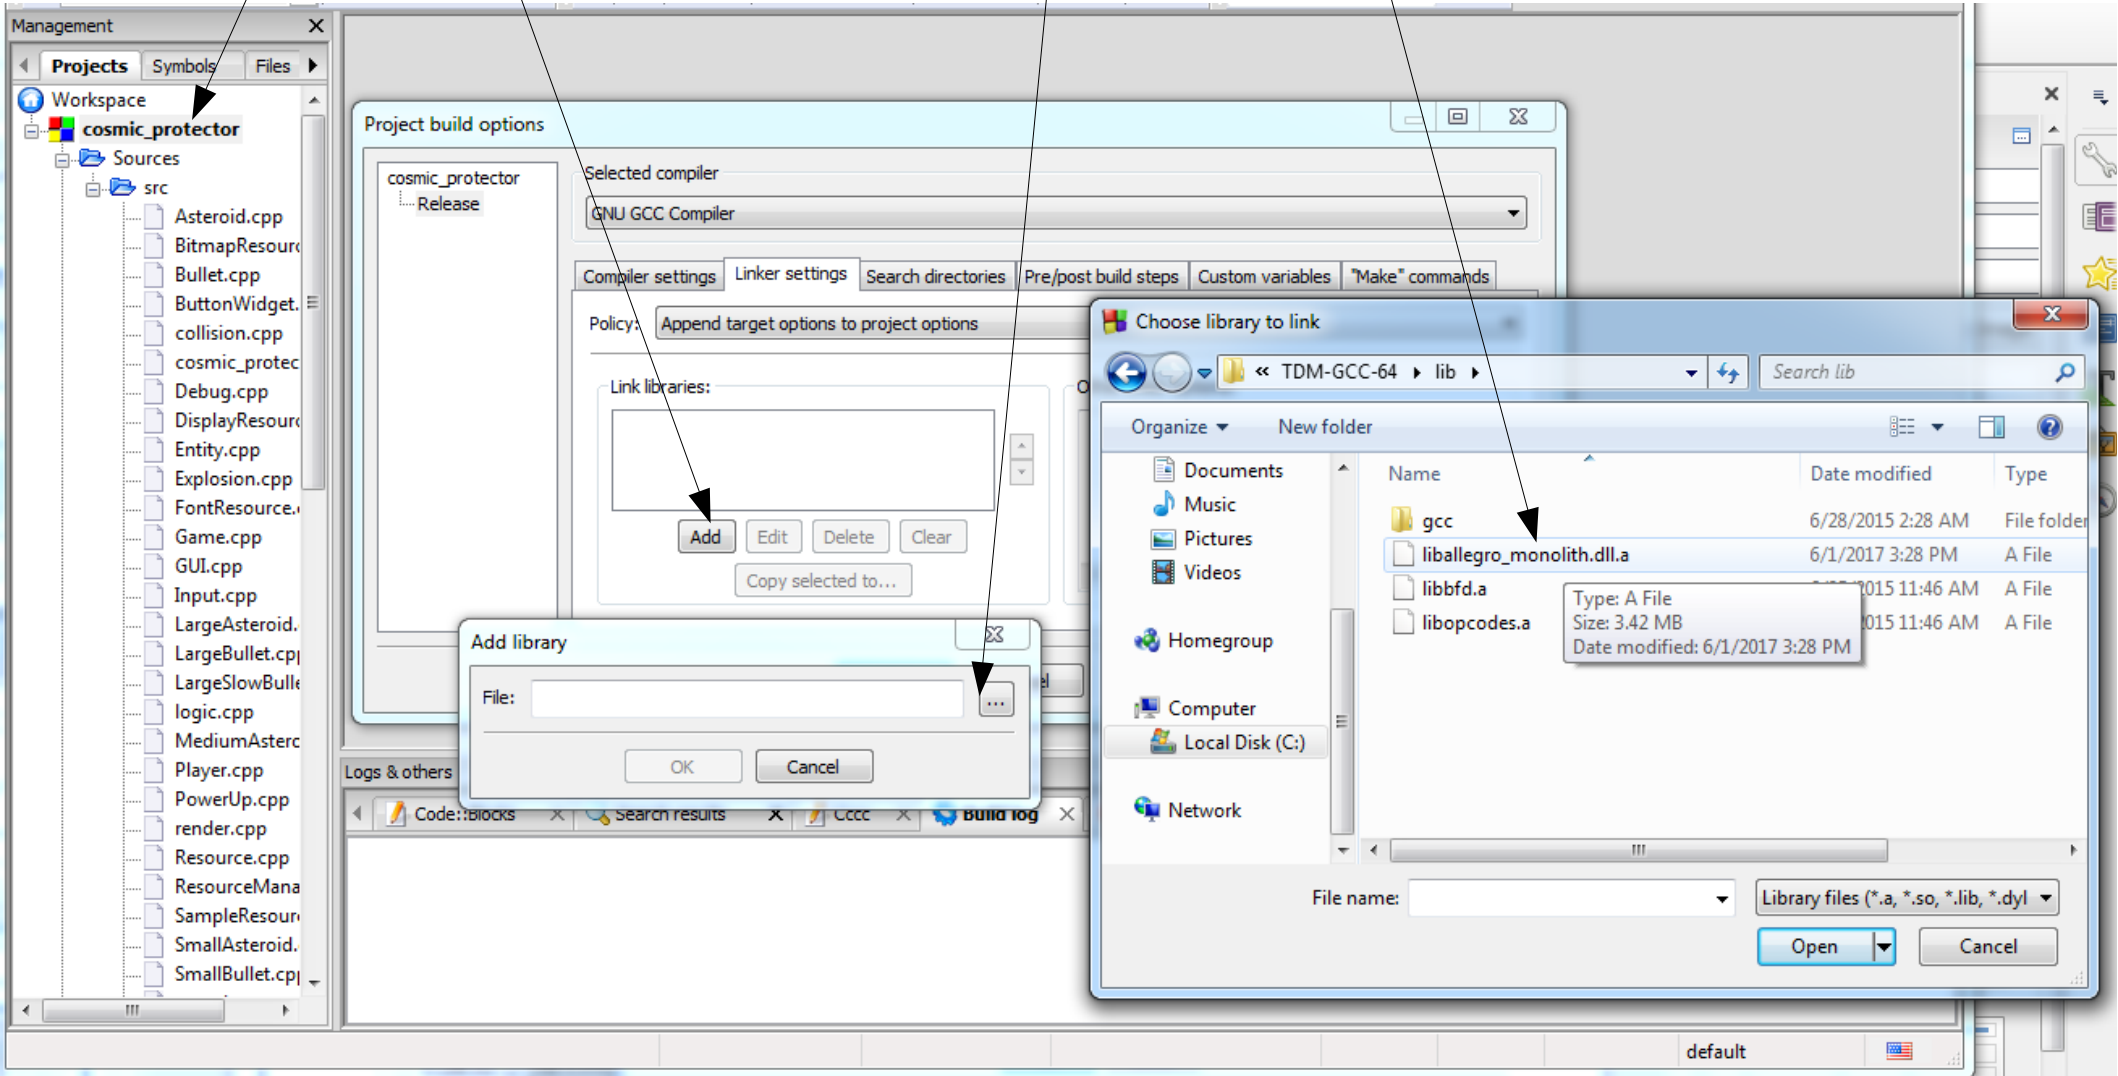 Management
Projects Symbols Files
Workspace
cosmic_protector
Sources
src
Asteroid.cpp
BitmapResourc
Bullet.cpp
ButtonWidget.
collision.cpp
cosmic_protec
Debug.cpp
DisplayResourc
Entity.cpp
Explosion.cpp
FontResource.
Game.cpp
GUI.cpp
Input.cpp
LargeAsteroid.
LargeBullet.cpp
LargeSlowBulle
logic.cpp
MediumAsterc
Player.cpp
PowerUp.cpp
render.cpp
Resource.cpp
ResourceMana
SampleResour
SmallAsteroid.
SmallBullet.cpp
Project build options
cosmic_protector
Release
Selected compiler
GNU GCC Compiler
Compiler settings Linker settings Search directories Pre/post build steps Custom variables "Make" commands
Policy: Append target options to project options
Link libraries:
Add Edit Delete Clear
Copy selected to...
Add library
File: ...
OK Cancel
Logs & others
Code::Blocks Search results Cccc Build log
Choose library to link
« TDM-GCC-64 lib Search lib
Organize New folder
Documents
Music
Pictures
Videos
Homegroup
Computer
Local Disk (C:)
Network
Name Date modified Type
gcc 6/28/2015 2:28 AM File folder
liballegro_monolith.dll.a 6/1/2017 3:28 PM A File
libbfd.a 2015 11:46 AM A File
libopcodes.a 2015 11:46 AM A File
Type: A File
Size: 3.42 MB
Date modified: 6/1/2017 3:28 PM
File name: Library files (*.a, *.so, *.lib, *.dyl
Open Cancel
default